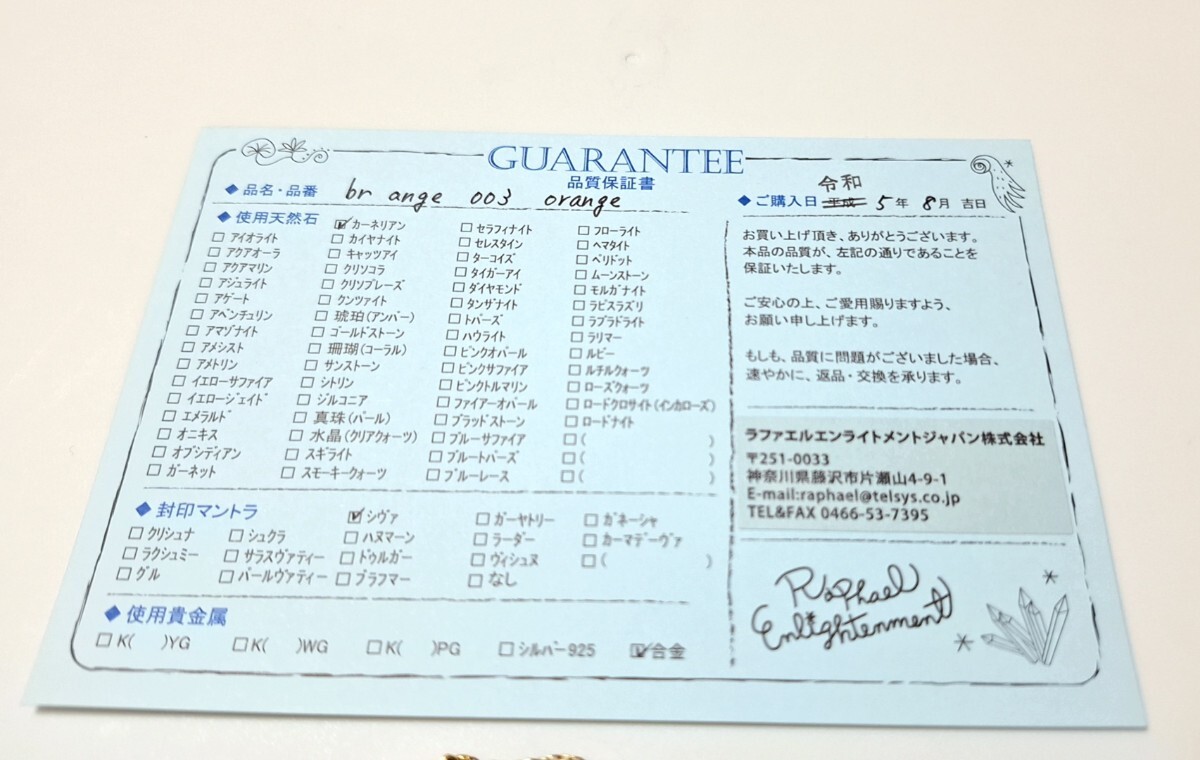 GUARANTEE
品質保証書
◆品名・品番 br ange 003 orange
◆使用天然石
□アイオライト
□アクアオーラ
□アクアマリン
□アジュライト
□アゲート
□アベンチュリン
□アマゾナイト
□アメシスト
□アメトリン
□イエローサファイア
□イエロージェイド
□エメラルド
□オニキス
□オブシディアン
□ガーネット
☑カーネリアン
□カイヤナイト
□キャッツアイ
□クリソコラ
□クリソプレーズ
□クンツァイト
□琥珀(アンバー)
□ゴールドストーン
□珊瑚(コーラル)
□サンストーン
□シトリン
□ジルコニア
□真珠(パール)
□水晶(クリアクォーツ)
□スギライト
□スモーキークォーツ
□セラフィナイト
□セレスタイン
□ターコイズ
□タイガーアイ
□ダイヤモンド
□タンザナイト
□トパーズ
□ハウライト
□ピンクオパール
□ピンクサファイア
□ピンクトルマリン
□ファイアーオパール
□ブラッドストーン
□ブルーサファイア
□ブルートパーズ
□ブルーレース
□フローライト
□ヘマタイト
□ペリドット
□ムーンストーン
□モルガナイト
□ラピスラズリ
□ラブラドライト
□ラリマー
□ルビー
□ルチルクォーツ
□ローズクォーツ
□ロードクロサイト(インカローズ)
□ロードナイト
□( )
□( )
□( )
◆封印マントラ
□クリシュナ
□ラクシュミー
□グル
□シュクラ
□サラスヴァティー
□パールヴァティー
☑シヴァ
□ハヌマーン
□ドゥルガー
□ブラフマー
□ガーヤトリー
□ラーダー
□ヴィシュヌ
□なし
□ガネーシャ
□カーマデーヴァ
□( )
◆使用貴金属
□K( )YG □K( )WG □K( )PG □シルバー925 ☑合金
令和
◆ご購入日 平成 5年 8月 吉日
お買い上げ頂き、ありがとうございます。
本品の品質が、左記の通りであることを
保証いたします。
ご安心の上、ご愛用賜りますよう、
お願い申し上げます。
もしも、品質に問題がございました場合、
速やかに、返品・交換を承ります。
ラファエルエンライトメントジャパン株式会社
〒251-0033
神奈川県藤沢市片瀬山4-9-1
E-mail:raphael@telsys.co.jp
TEL&FAX 0466-53-7395
Raphael
Enlightenment